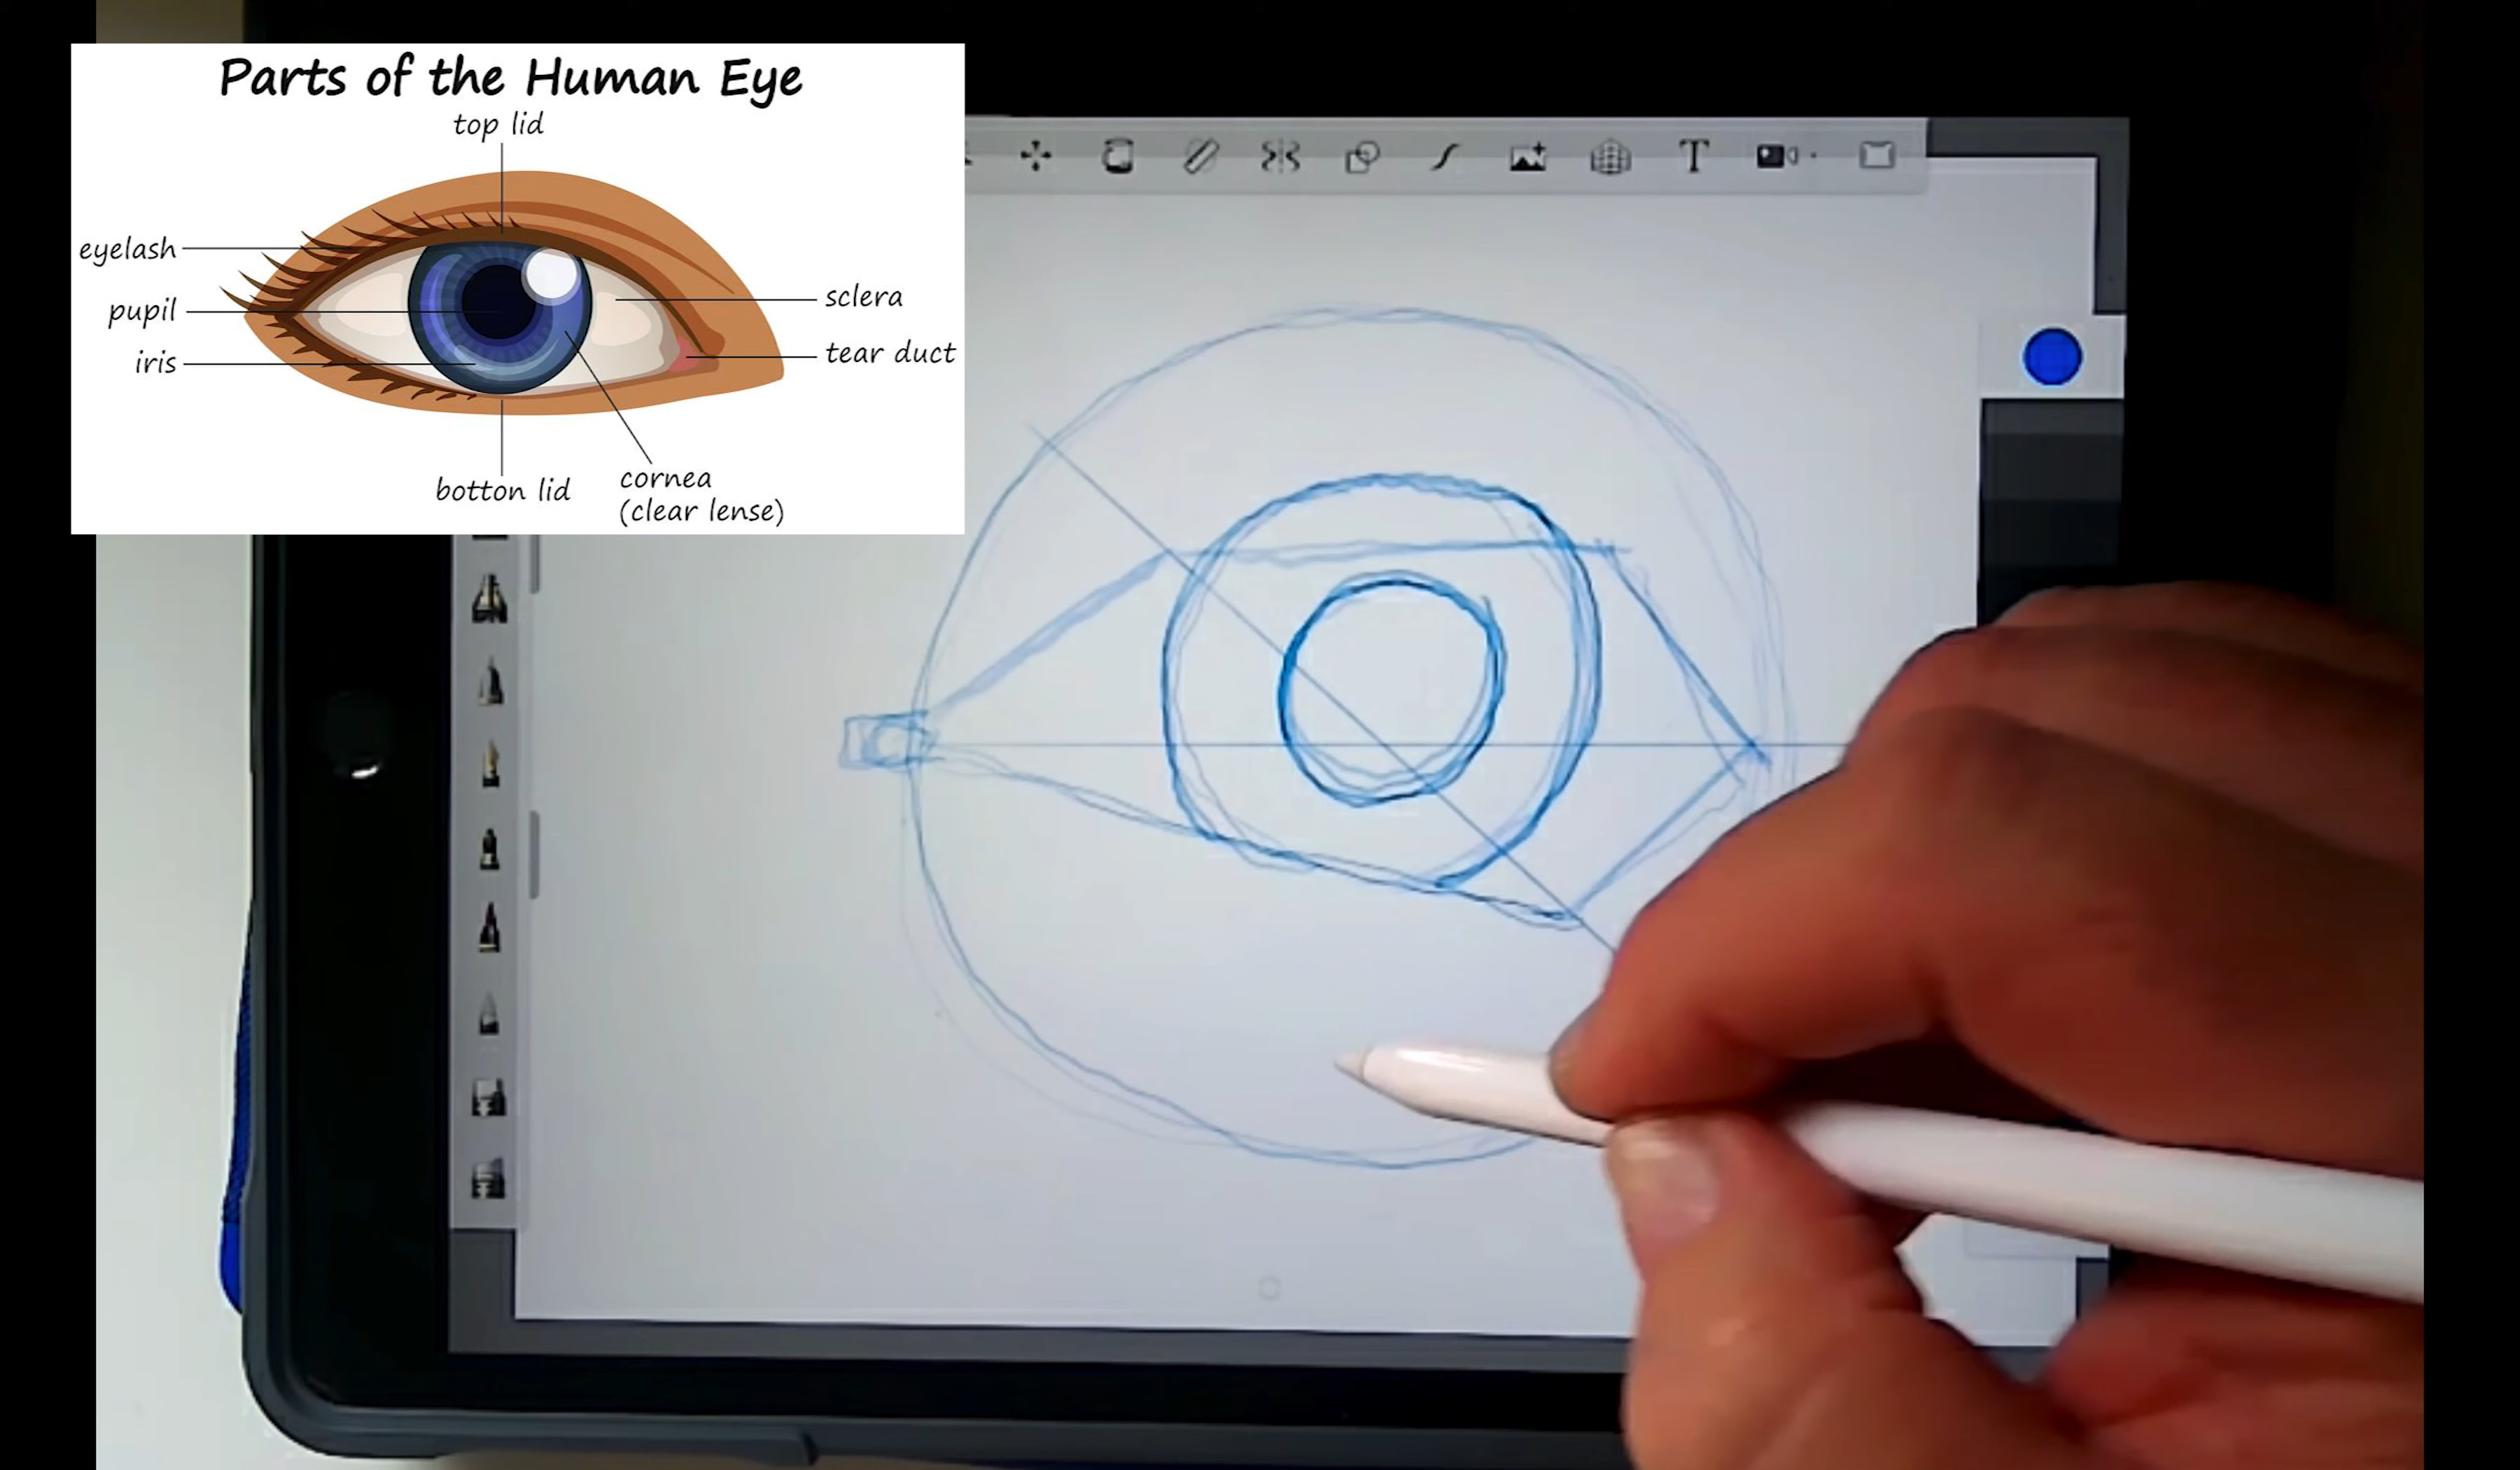 Parts of the Human Eye
top lid
eyelash
pupil
iris
sclera
tear duct
botton lid
cornea
(clear lense)
T